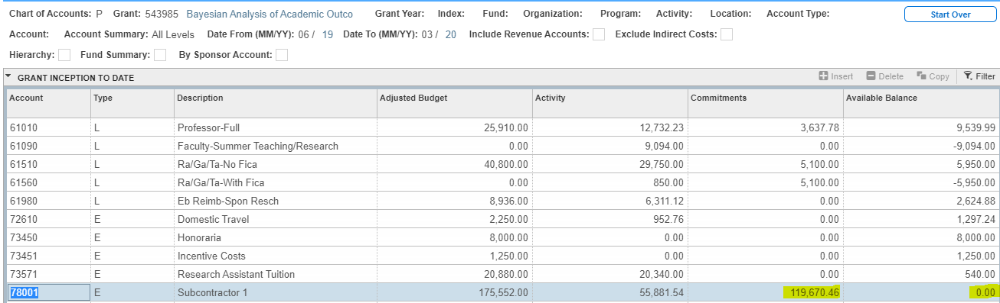 Chart of Accounts: P Grant: 543985 Bayesian Analysis of Academic Outco Grant Year: Index: Fund: Organization: Program: Activity: Location: Account Type: Start Over
Account: Account Summary: All Levels Date From (MM/YY): 06 / 19 Date To (MM/YY): 03 / 20 Include Revenue Accounts: Exclude Indirect Costs:
Hierarchy: Fund Summary: By Sponsor Account:
GRANT INCEPTION TO DATE Insert Delete Copy Filter
Account Type Description Adjusted Budget Activity Commitments Available Balance
61010 L Professor-Full 25,910.00 12,732.23 3,637.78 9,539.99
61090 L Faculty-Summer Teaching/Research 0.00 9,094.00 0.00 -9,094.00
61510 L Ra/Ga/Ta-No Fica 40,800.00 29,750.00 5,100.00 5,950.00
61560 L Ra/Ga/Ta-With Fica 0.00 850.00 5,100.00 -5,950.00
61980 L Eb Reimb-Spon Resch 8,936.00 6,311.12 0.00 2,624.88
72610 E Domestic Travel 2,250.00 952.76 0.00 1,297.24
73450 E Honoraria 8,000.00 0.00 0.00 8,000.00
73451 E Incentive Costs 1,250.00 0.00 0.00 1,250.00
73571 E Research Assistant Tuition 20,880.00 20,340.00 0.00 540.00
78001 E Subcontractor 1 175,552.00 55,881.54 119,670.46 0.00